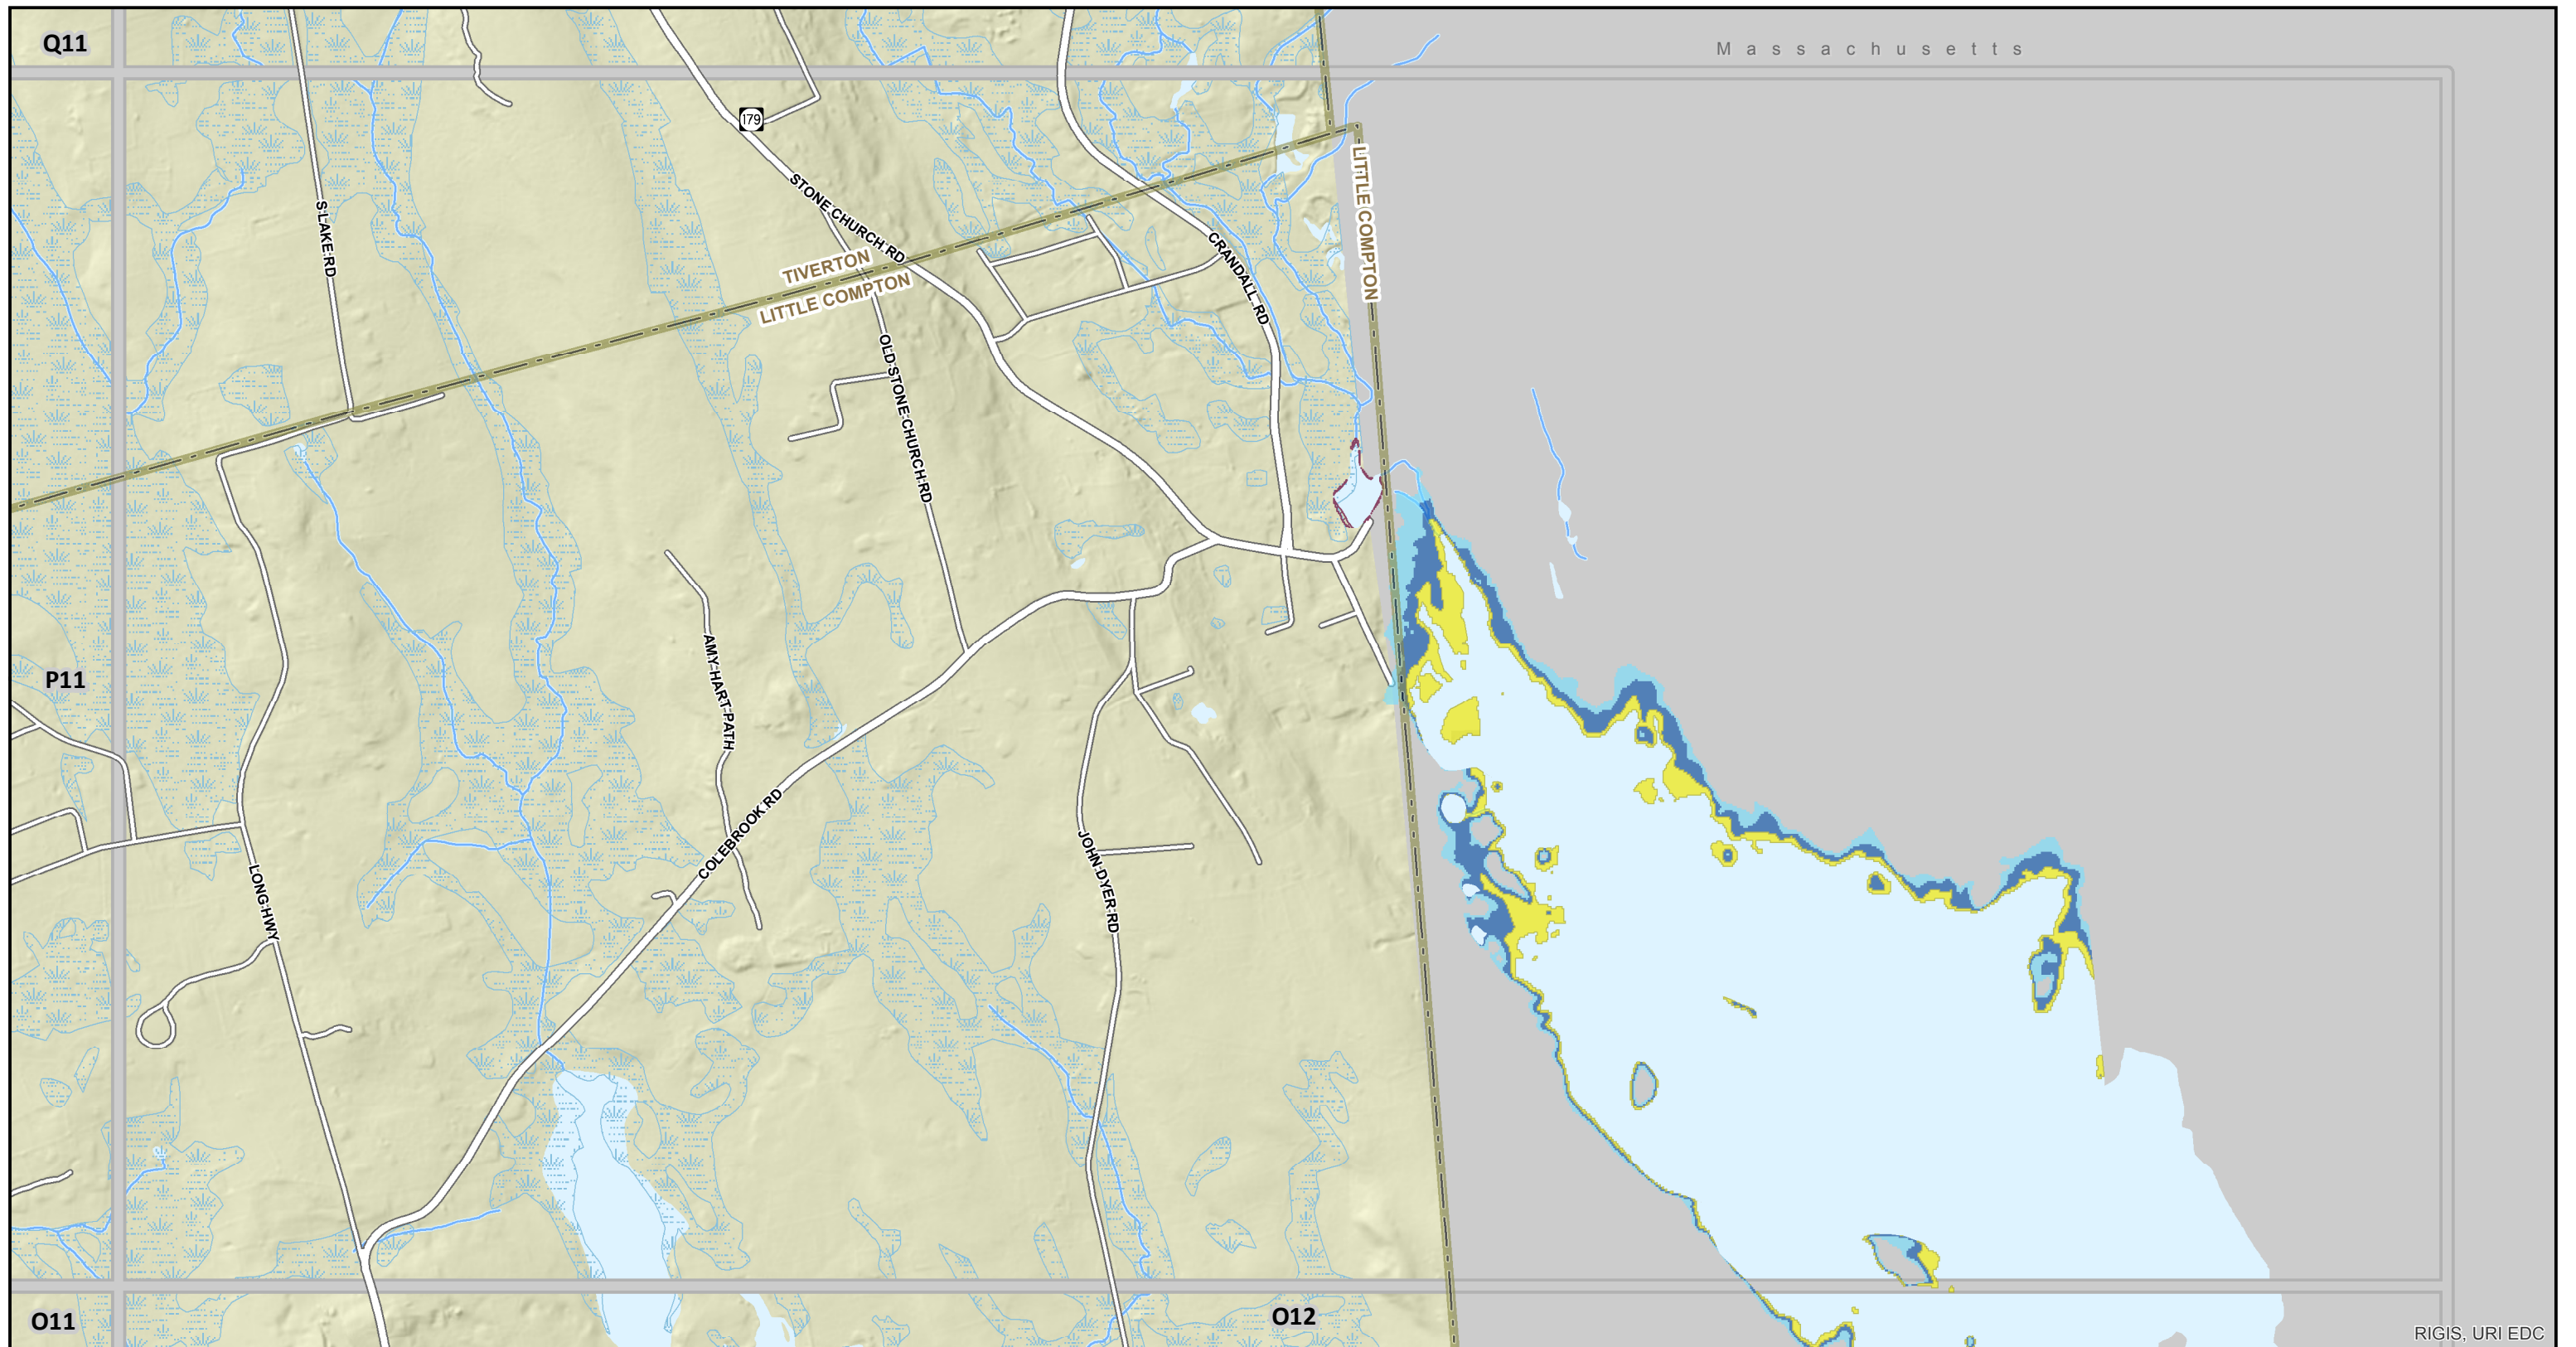 Q11
Massachusetts
179
STONE CHURCH RD
S LAKE RD
LITTLE COMPTON
CRANDALL RD
TIVERTON
LITTLE COMPTON
OLD STONE CHURCH RD
P11
AMY HART PATH
COLEBROOK RD
JOHN DYER RD
LONG HWY
O11
O12
RIGIS, URI EDC